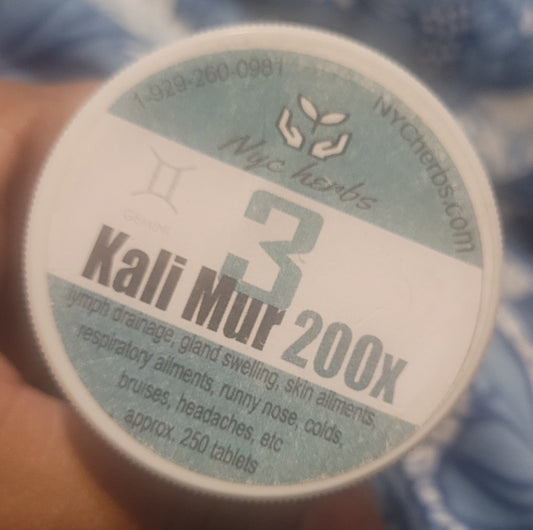 1-929-260-0981
NYCherbs.com
Nyc herbs
GEMINI
3
Kali Mur 200x
lymph drainage, gland swelling, skin ailments,
respiratory ailments, runny nose, colds,
bruises, headaches, etc
approx. 250 tablets